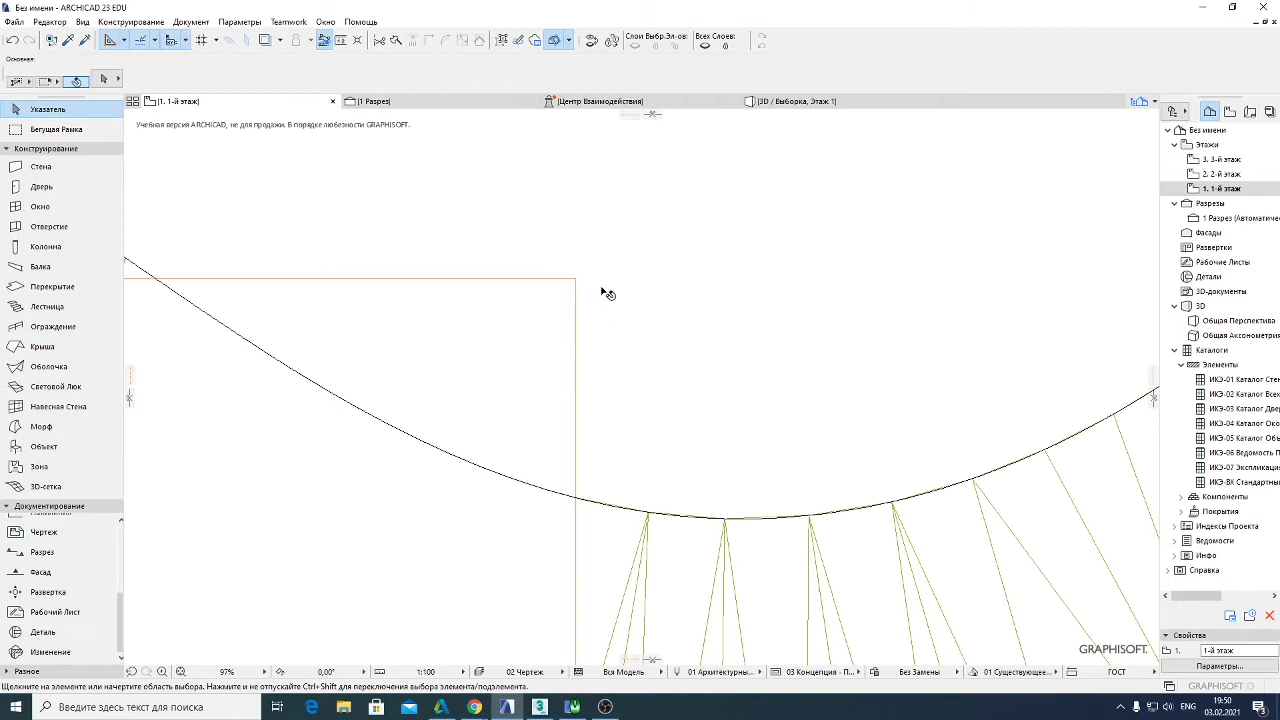 Без имени - ARCHICAD 23 EDU
Файл Редактор Вид Конструирование Документ Параметры Teamwork Окно Помощь
Слои Выбр.Эл-ов: Всех Слоев:
Основная:
[1. 1-й этаж]
[1 Разрез]
[Центр Взаимодействия]
[3D / Выборка, Этаж 1]
Учебная версия ARCHICAD, не для продажи. В порядке любезности GRAPHISOFT.
Указатель
Бегущая Рамка
Конструирование
Стена
Дверь
Окно
Отверстие
Колонна
Балка
Перекрытие
Лестница
Ограждение
Крыша
Оболочка
Световой Люк
Навесная Стена
Морф
Объект
Зона
3D-сетка
Документирование
Чертеж
Разрез
Фасад
Развертка
Рабочий Лист
Деталь
Изменение
Разное
Без имени
Этажи
3. 3-й этаж
2. 2-й этаж
1. 1-й этаж
Разрезы
1 Разрез (Автоматиче
Фасады
Развертки
Рабочие Листы
Детали
3D-документы
3D
Общая Перспектива
Общая Аксонометрия
Каталоги
Элементы
ИКЭ-01 Каталог Стен
ИКЭ-02 Каталог Всех
ИКЭ-03 Каталог Две
ИКЭ-04 Каталог Око
ИКЭ-05 Каталог Объ
ИКЭ-06 Ведомость П
ИКЭ-07 Экспликация
ИКЭ-ВХ Стандартны
Компоненты
Покрытия
Индексы Проекта
Ведомости
Инфо
Справка
Свойства
1. 1-й этаж
Параметры...
GRAPHISOFT.
97% 0,00° 1:100 02 Чертеж Вся Модель 01 Архитектурны... 03 Концепция - П... Без Замены 01 Существующее... ГОСТ
Щелкните на элементе или начертите область выбора. Нажмите и не отпускайте Ctrl+Shift для переключения выбора элемента/подэлемента.
GRAPHISOFT
Введите здесь текст для поиска
19:50
03.02.2021